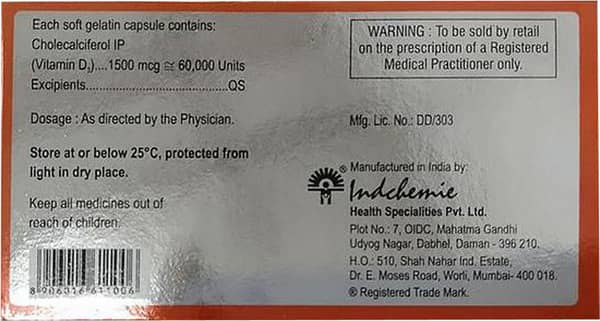 Each soft gelatin capsule contains:
Cholecalciferol IP
(Vitamin D₃)....1500 mcg ≅ 60,000 Units
Excipients.......................................QS
Dosage : As directed by the Physician.
Store at or below 25°C, protected from
light in dry place.
Keep all medicines out of
reach of children.
8 906016 611006
WARNING : To be sold by retail
on the prescription of a Registered
Medical Practitioner only.
Mfg. Lic. No.: DD/303
® Manufactured in India by:
Indchemie
Health Specialities Pvt. Ltd.
Plot No.: 7, OIDC, Mahatma Gandhi
Udyog Nagar, Dabhel, Daman - 396 210.
H.O.: 510, Shah Nahar Ind. Estate,
Dr. E. Moses Road, Worli, Mumbai- 400 018.
® Registered Trade Mark.